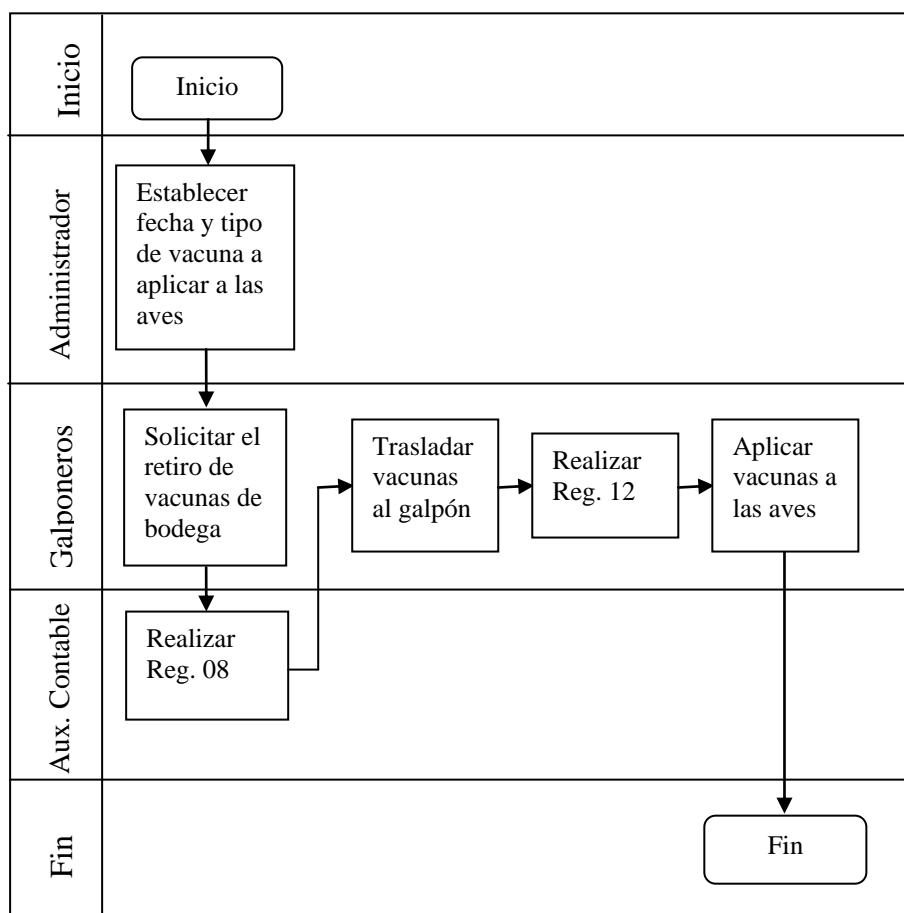 Inicio
Inicio
Administrador
Establecer
fecha y tipo
de vacuna a
aplicar a las
aves
Galponeros
Solicitar el
retiro de
vacunas de
bodega
Trasladar
vacunas
al galpón
Realizar
Reg. 12
Aplicar
vacunas a
las aves
Aux. Contable
Realizar
Reg. 08
Fin
Fin